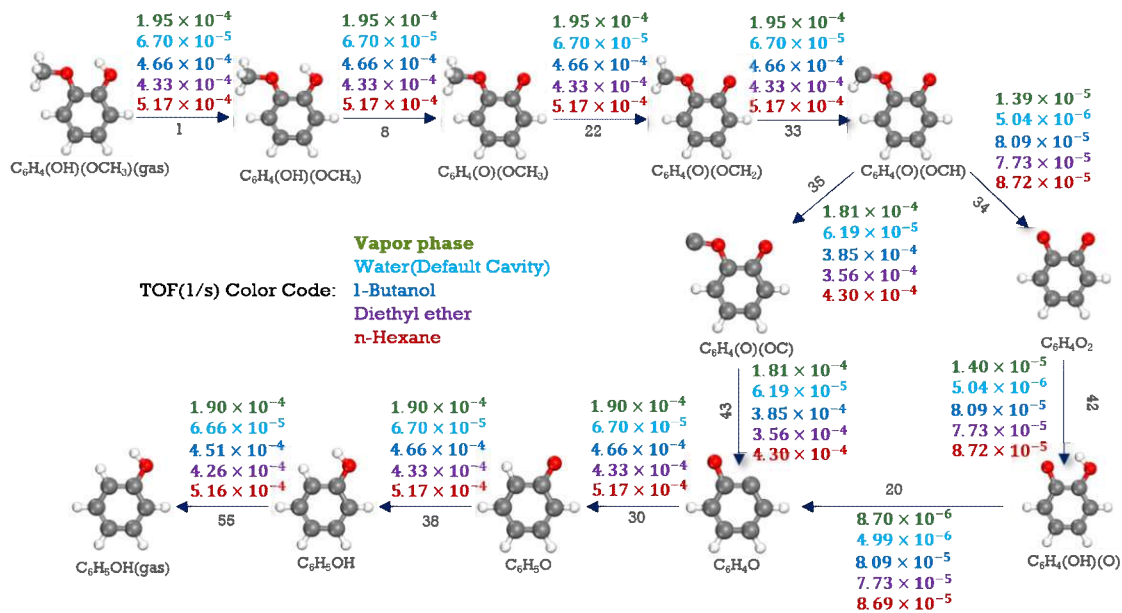 1.95 × 10⁻⁴
6.70 × 10⁻⁵
4.66 × 10⁻⁴
4.33 × 10⁻⁴
5.17 × 10⁻⁴
1
1.95 × 10⁻⁴
6.70 × 10⁻⁵
4.66 × 10⁻⁴
4.33 × 10⁻⁴
5.17 × 10⁻⁴
8
1.95 × 10⁻⁴
6.70 × 10⁻⁵
4.66 × 10⁻⁴
4.33 × 10⁻⁴
5.17 × 10⁻⁴
22
1.95 × 10⁻⁴
6.70 × 10⁻⁵
4.66 × 10⁻⁴
4.33 × 10⁻⁴
5.17 × 10⁻⁴
33
C₆H₄(OH)(OCH₃)(gas)
C₆H₄(OH)(OCH₃)
C₆H₄(O)(OCH₃)
C₆H₄(O)(OCH₂)
C₆H₄(O)(OCH)
1.39 × 10⁻⁵
5.04 × 10⁻⁶
8.09 × 10⁻⁵
7.73 × 10⁻⁵
8.72 × 10⁻⁵
34
35
1.81 × 10⁻⁴
6.19 × 10⁻⁵
3.85 × 10⁻⁴
3.56 × 10⁻⁴
4.30 × 10⁻⁴
TOF(1/s) Color Code:
Vapor phase
Water(Default Cavity)
1-Butanol
Diethyl ether
n-Hexane
C₆H₄(O)(OC)
C₆H₄O₂
43
1.81 × 10⁻⁴
6.19 × 10⁻⁵
3.85 × 10⁻⁴
3.56 × 10⁻⁴
4.30 × 10⁻⁴
1.40 × 10⁻⁵
5.04 × 10⁻⁶
8.09 × 10⁻⁵
7.73 × 10⁻⁵
8.72 × 10⁻⁵
42
1.90 × 10⁻⁴
6.66 × 10⁻⁵
4.51 × 10⁻⁴
4.26 × 10⁻⁴
5.16 × 10⁻⁴
55
1.90 × 10⁻⁴
6.70 × 10⁻⁵
4.66 × 10⁻⁴
4.33 × 10⁻⁴
5.17 × 10⁻⁴
38
1.90 × 10⁻⁴
6.70 × 10⁻⁵
4.66 × 10⁻⁴
4.33 × 10⁻⁴
5.17 × 10⁻⁴
30
20
8.70 × 10⁻⁶
4.99 × 10⁻⁶
8.09 × 10⁻⁵
7.73 × 10⁻⁵
8.69 × 10⁻⁵
C₆H₅OH(gas)
C₆H₅OH
C₆H₅O
C₆H₄O
C₆H₄(OH)(O)